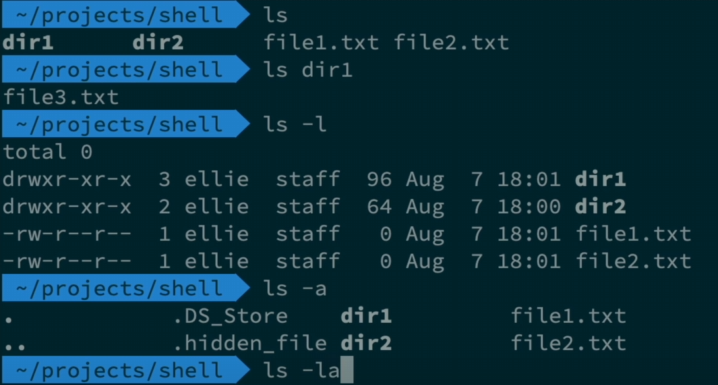 ~/projects/shell ls
dir1 dir2 file1.txt file2.txt
~/projects/shell ls dir1
file3.txt
~/projects/shell ls -l
total 0
drwxr-xr-x 3 ellie staff 96 Aug 7 18:01 dir1
drwxr-xr-x 2 ellie staff 64 Aug 7 18:00 dir2
-rw-r--r-- 1 ellie staff 0 Aug 7 18:01 file1.txt
-rw-r--r-- 1 ellie staff 0 Aug 7 18:01 file2.txt
~/projects/shell ls -a
. .DS_Store dir1 file1.txt
.. .hidden_file dir2 file2.txt
~/projects/shell ls -la